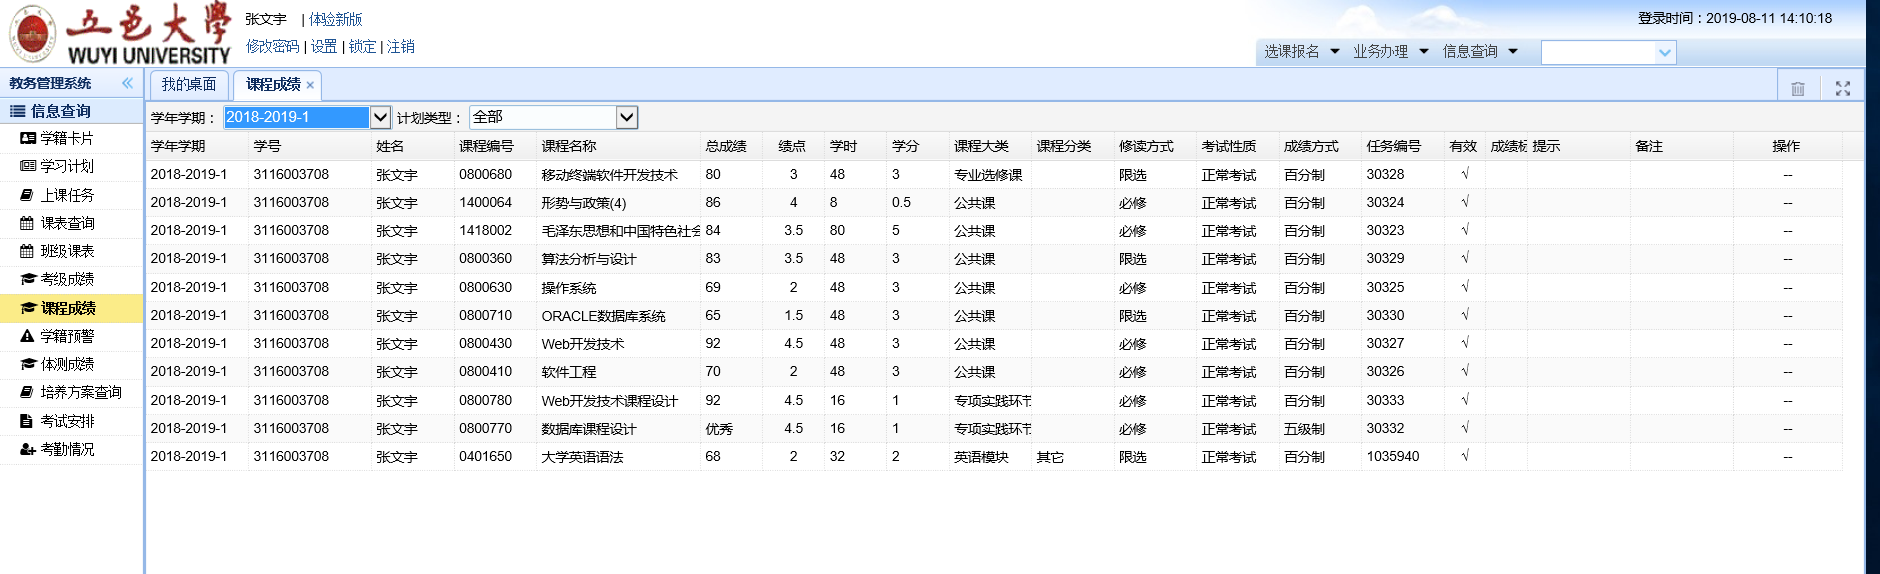 五邑大学
WUYI UNIVERSITY
张文宇 | 体验新版
修改密码 | 设置 | 锁定 | 注销
登录时间：2019-08-11 14:10:18
选课报名 业务办理 信息查询
教务管理系统
信息查询
学籍卡片
学习计划
上课任务
课表查询
班级课表
考级成绩
课程成绩
学籍预警
体测成绩
培养方案查询
考试安排
考勤情况
我的桌面 课程成绩 ×
学年学期： 2018-2019-1 计划类型： 全部
学年学期 学号 姓名 课程编号 课程名称 总成绩 绩点 学时 学分 课程大类 课程分类 修读方式 考试性质 成绩方式 任务编号 有效 成绩标 提示 备注 操作
2018-2019-1 3116003708 张文宇 0800680 移动终端软件开发技术 80 3 48 3 专业选修课 限选 正常考试 百分制 30328 √ --
2018-2019-1 3116003708 张文宇 1400064 形势与政策(4) 86 4 8 0.5 公共课 必修 正常考试 百分制 30324 √ --
2018-2019-1 3116003708 张文宇 1418002 毛泽东思想和中国特色社会 84 3.5 80 5 公共课 必修 正常考试 百分制 30323 √ --
2018-2019-1 3116003708 张文宇 0800360 算法分析与设计 83 3.5 48 3 公共课 限选 正常考试 百分制 30329 √ --
2018-2019-1 3116003708 张文宇 0800630 操作系统 69 2 48 3 公共课 必修 正常考试 百分制 30325 √ --
2018-2019-1 3116003708 张文宇 0800710 ORACLE数据库系统 65 1.5 48 3 公共课 限选 正常考试 百分制 30330 √ --
2018-2019-1 3116003708 张文宇 0800430 Web开发技术 92 4.5 48 3 公共课 必修 正常考试 百分制 30327 √ --
2018-2019-1 3116003708 张文宇 0800410 软件工程 70 2 48 3 公共课 必修 正常考试 百分制 30326 √ --
2018-2019-1 3116003708 张文宇 0800780 Web开发技术课程设计 92 4.5 16 1 专项实践环节 必修 正常考试 百分制 30333 √ --
2018-2019-1 3116003708 张文宇 0800770 数据库课程设计 优秀 4.5 16 1 专项实践环节 必修 正常考试 五级制 30332 √ --
2018-2019-1 3116003708 张文宇 0401650 大学英语语法 68 2 32 2 英语模块 其它 限选 正常考试 百分制 1035940 √ --